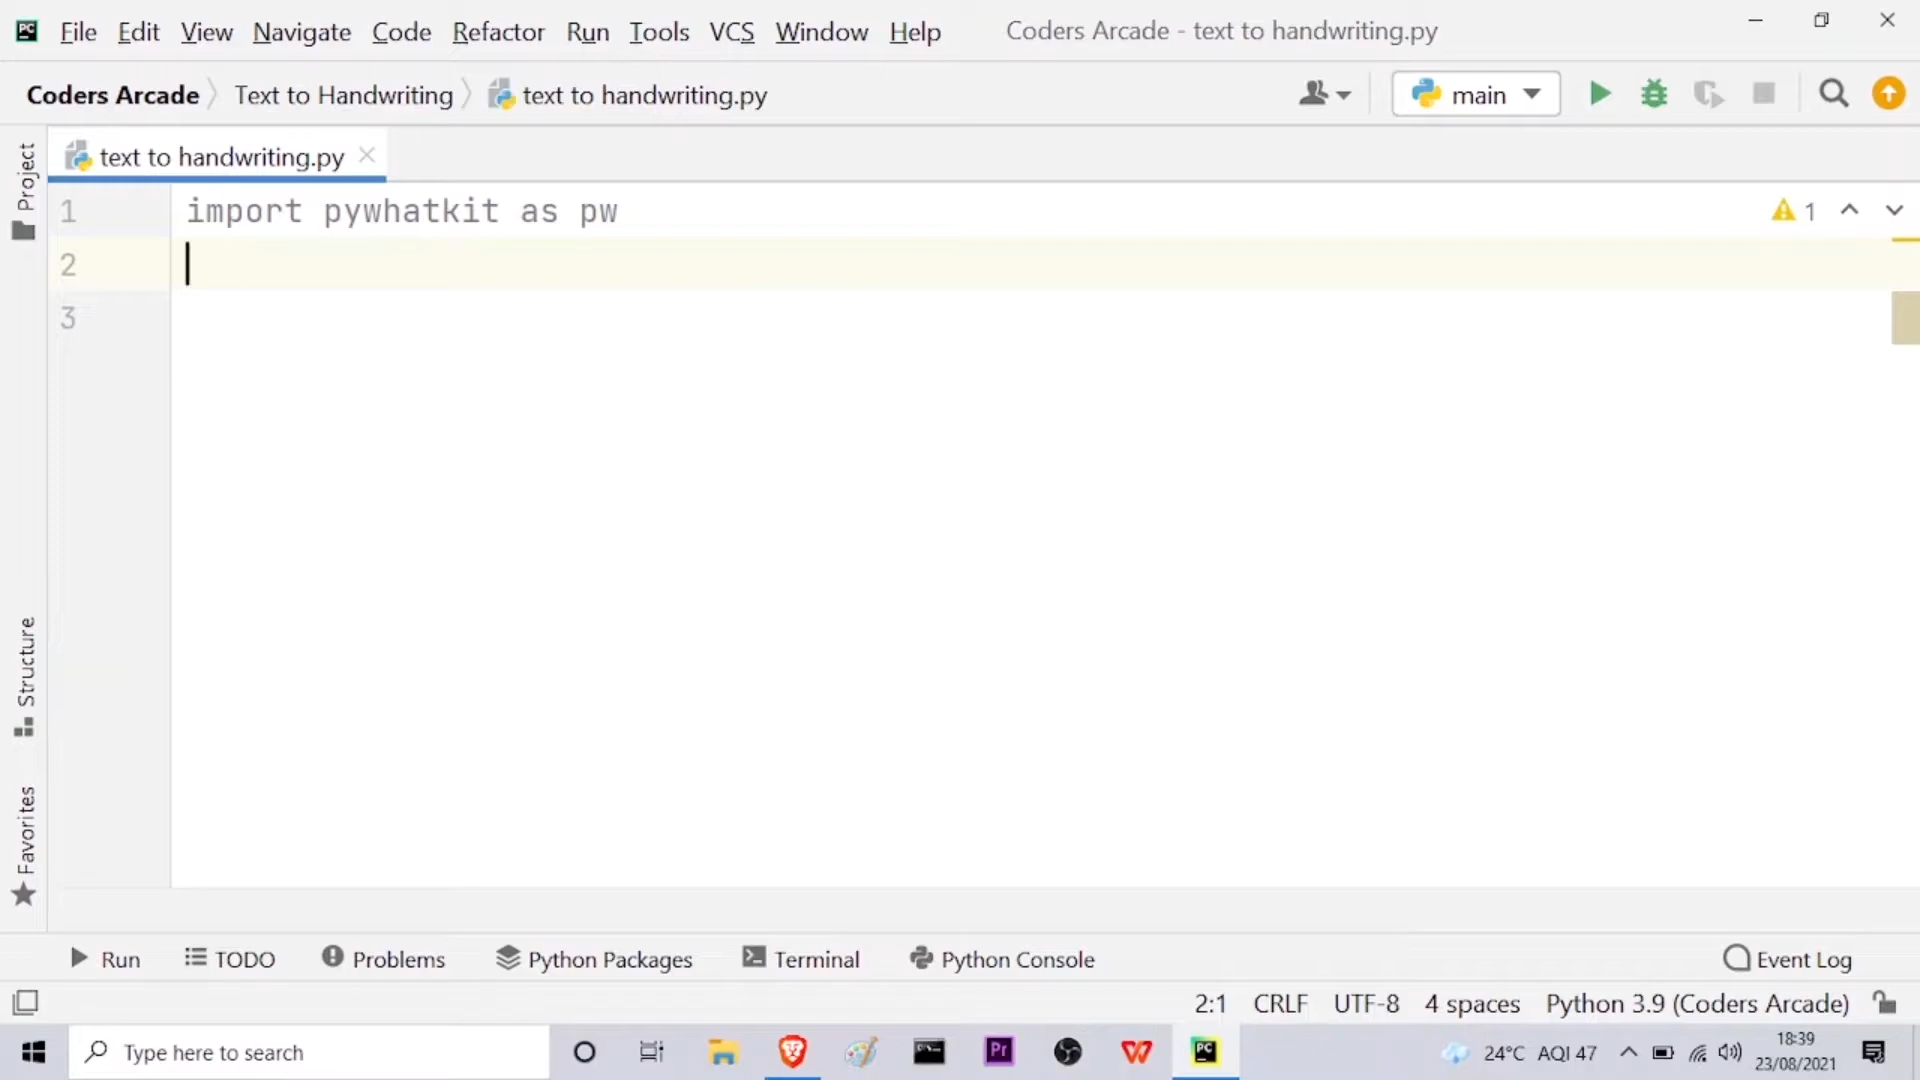 PC File Edit View Navigate Code Refactor Run Tools VCS Window Help Coders Arcade - text to handwriting.py
Coders Arcade Text to Handwriting text to handwriting.py main
text to handwriting.py
Project
1 import pywhatkit as pw 1
2
3
Structure
Favorites
Run TODO Problems Python Packages Terminal Python Console Event Log
2:1 CRLF UTF-8 4 spaces Python 3.9 (Coders Arcade)
Type here to search Pr PC 24°C AQI 47 18:39
23/08/2021